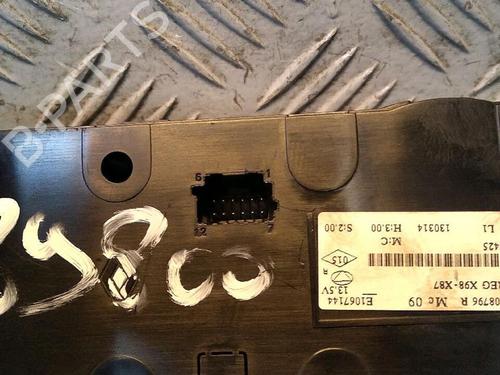 B-PARTS
6 1
12 7
L1 130314 H:3.00 S:2.00
425 M:C
015
R
REG X98-X87
13.5V
08796 R Mc 09 E1067144